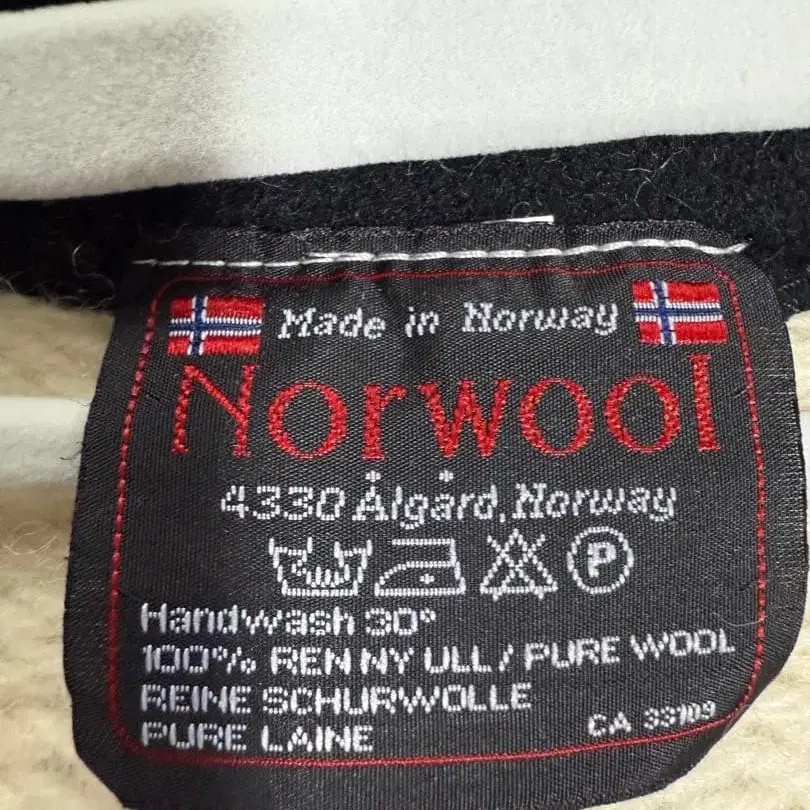 Made in Norway
Norwool
4330 Ålgård, Norway
P
Handwash 30°
100% REN NY ULL / PURE WOOL
REINE SCHURWOLLE
PURE LAINE
CA 33109